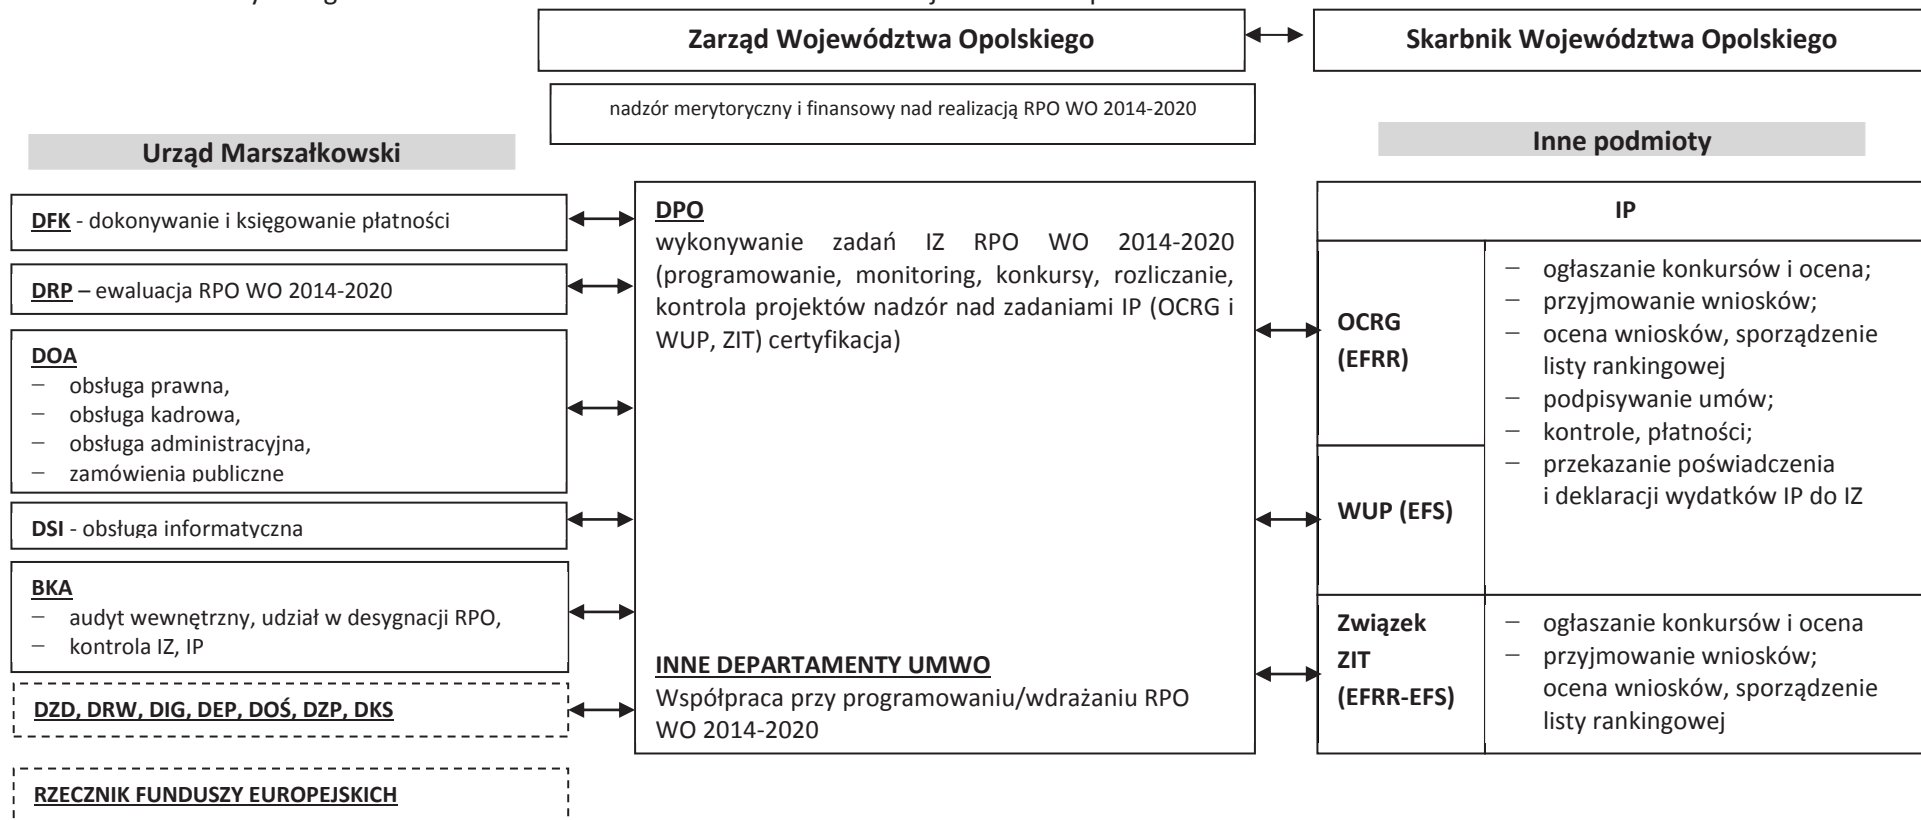 Zarząd Województwa Opolskiego
Skarbnik Województwa Opolskiego
nadzór merytoryczny i finansowy nad realizacją RPO WO 2014-2020
Urząd Marszałkowski
DFK - dokonywanie i księgowanie płatności
DRP – ewaluacja RPO WO 2014-2020
DOA
– obsługa prawna,
– obsługa kadrowa,
– obsługa administracyjna,
– zamówienia publiczne
DSI - obsługa informatyczna
BKA
– audyt wewnętrzny, udział w desygnacji RPO,
– kontrola IZ, IP
DZD, DRW, DIG, DEP, DOŚ, DZP, DKS
RZECZNIK FUNDUSZY EUROPEJSKICH
DPO
wykonywanie zadań IZ RPO WO 2014-2020
(programowanie, monitoring, konkursy, rozliczanie,
kontrola projektów nadzór nad zadaniami IP (OCRG i
WUP, ZIT) certyfikacja)
INNE DEPARTAMENTY UMWO
Współpraca przy programowaniu/wdrażaniu RPO
WO 2014-2020
Inne podmioty
IP
OCRG
(EFRR)
– ogłaszanie konkursów i ocena;
– przyjmowanie wniosków;
– ocena wniosków, sporządzenie
listy rankingowej
– podpisywanie umów;
– kontrole, płatności;
– przekazanie poświadczenia
i deklaracji wydatków IP do IZ
WUP (EFS)
Związek
ZIT
(EFRR-EFS)
– ogłaszanie konkursów i ocena
– przyjmowanie wniosków;
ocena wniosków, sporządzenie
listy rankingowej